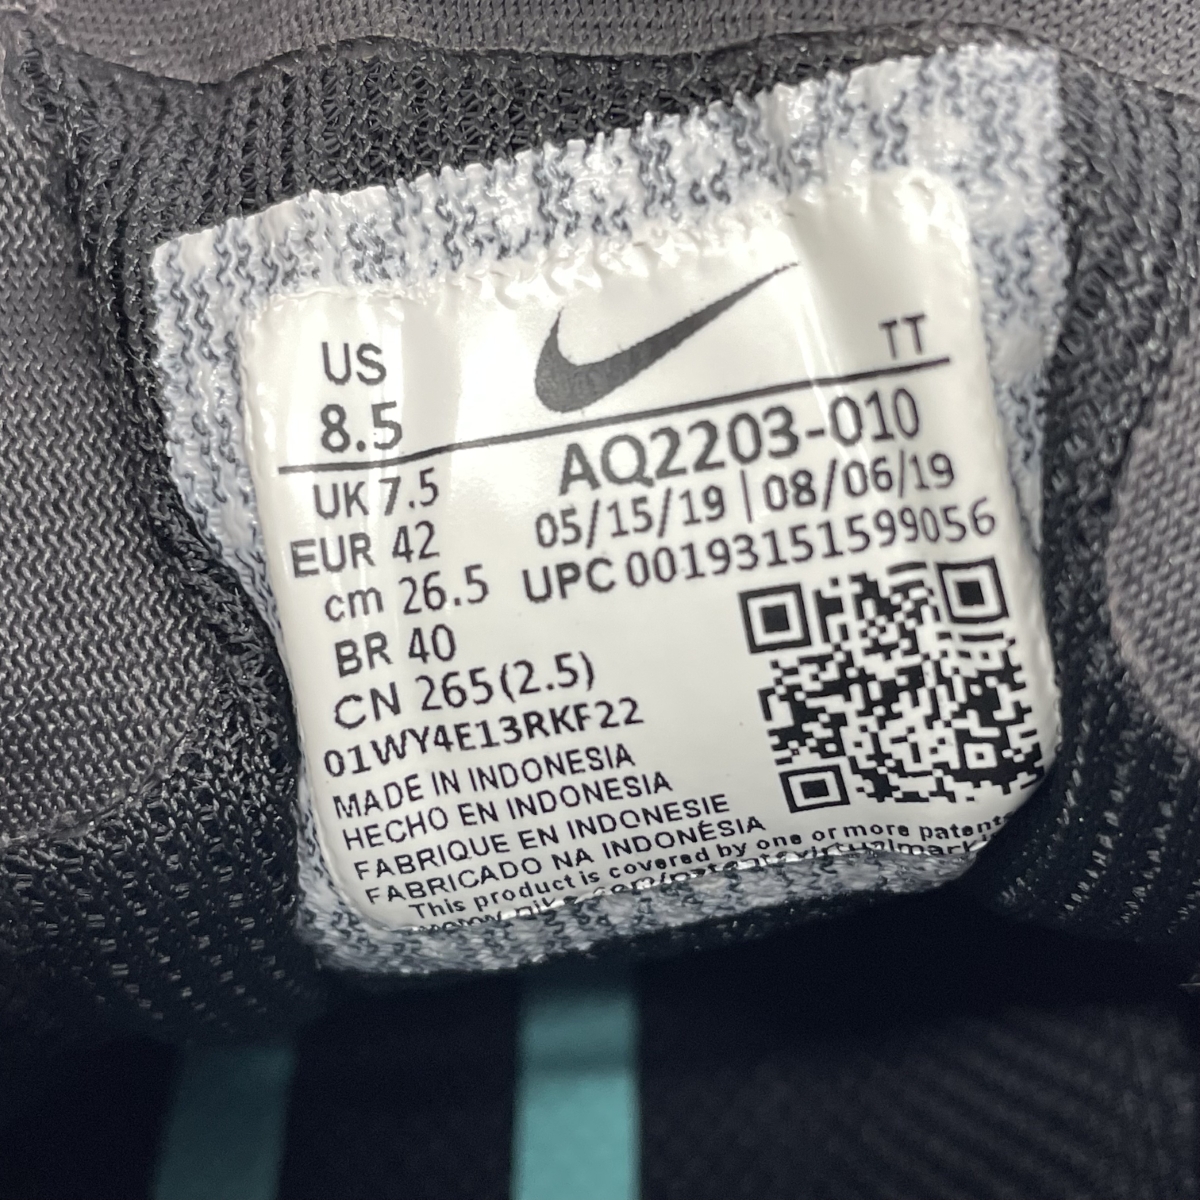 US
8.5
TT
UK 7.5
EUR 42
cm 26.5
BR 40
CN 265(2.5)
AQ2203-010
05/15/19 | 08/06/19
UPC 00193151599056
01WY4E13RKF22
MADE IN INDONESIA
HECHO EN INDONESIA
FABRIQUE EN INDONESIE
FABRICADO NA INDONÉSIA
This product is covered by one or more patents